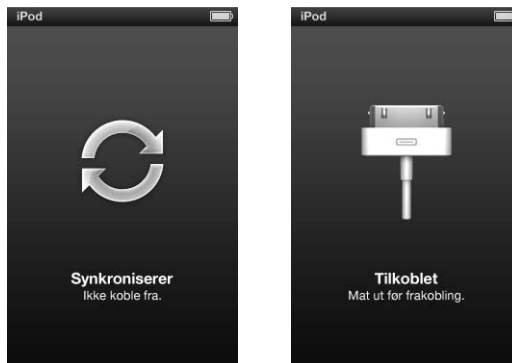 iPod
Synkroniserer
Ikke koble fra.
iPod
Tilkoblet
Mat ut før frakobling.